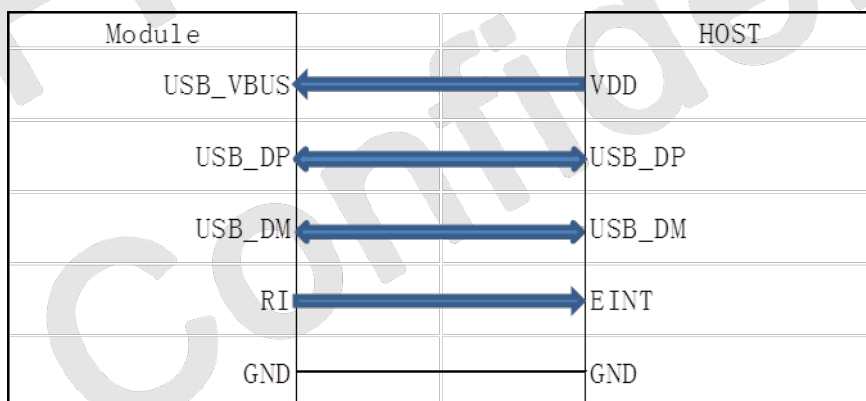 Module HOST
USB_VBUS VDD
USB_DP USB_DP
USB_DM USB_DM
RI EINT
GND GND